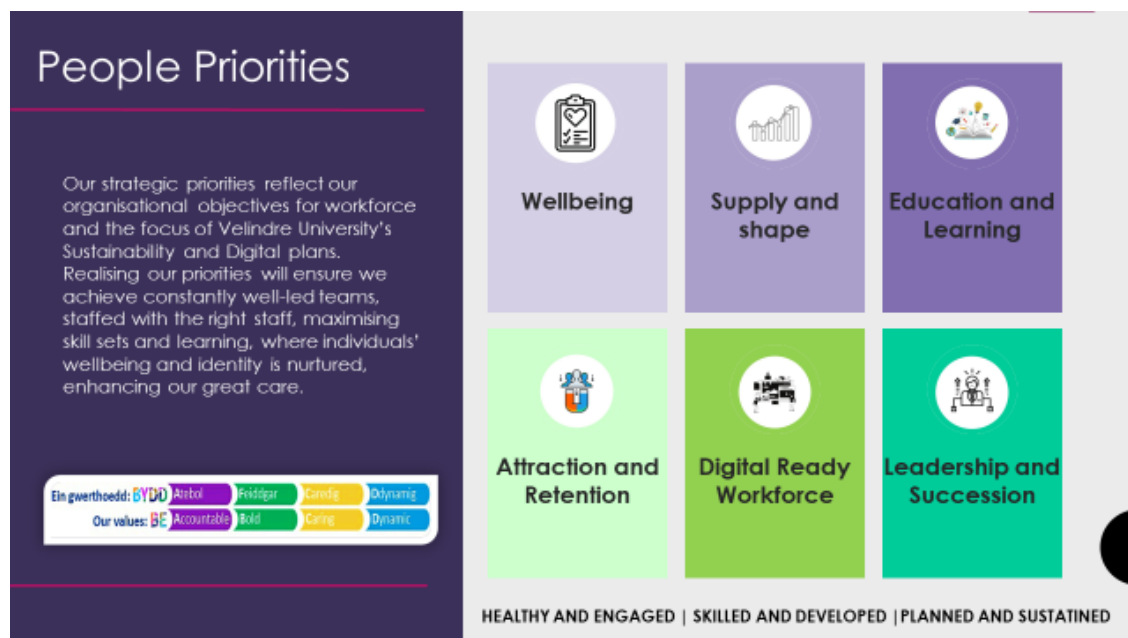 People Priorities
Our strategic priorities reflect our
organisational objectives for workforce
and the focus of Velindre University's
Sustainability and Digital plans.
Realising our priorities will ensure we
achieve constantly well-led teams,
staffed with the right staff, maximising
skill sets and learning, where individuals'
wellbeing and identity is nurtured,
enhancing our great care.
Ein gwerthoedd: BYDD Atebol Feiddgar Caredig Ddynamig
Our values: BE Accountable Bold Caring Dynamic
Wellbeing
Supply and
shape
Education and
Learning
Attraction and
Retention
Digital Ready
Workforce
Leadership and
Succession
HEALTHY AND ENGAGED | SKILLED AND DEVELOPED |PLANNED AND SUSTATINED